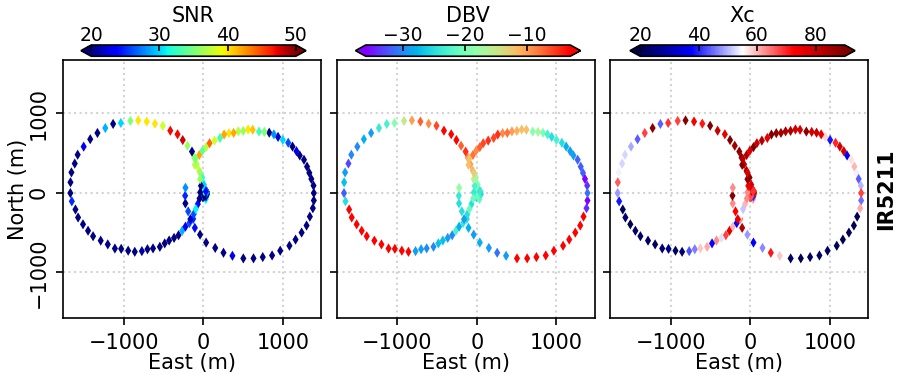 SNR DBV Xc
20 30 40 50 −30 −20 −10 20 40 60 80
1000
0
−1000
North (m)
IR5211
−1000 0 1000 −1000 0 1000 −1000 0 1000
East (m) East (m) East (m)